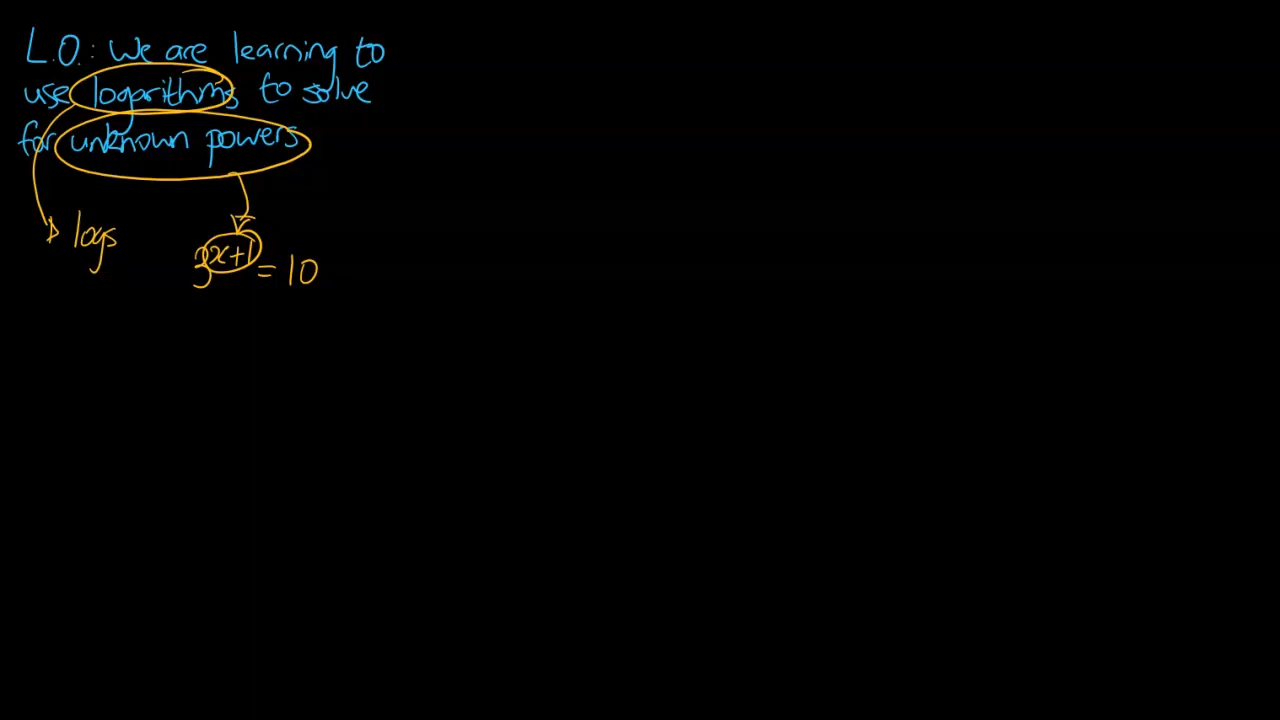 L.O.: We are learning to
use logarithms to solve
for unknown powers
logs
3^{x+1} = 10